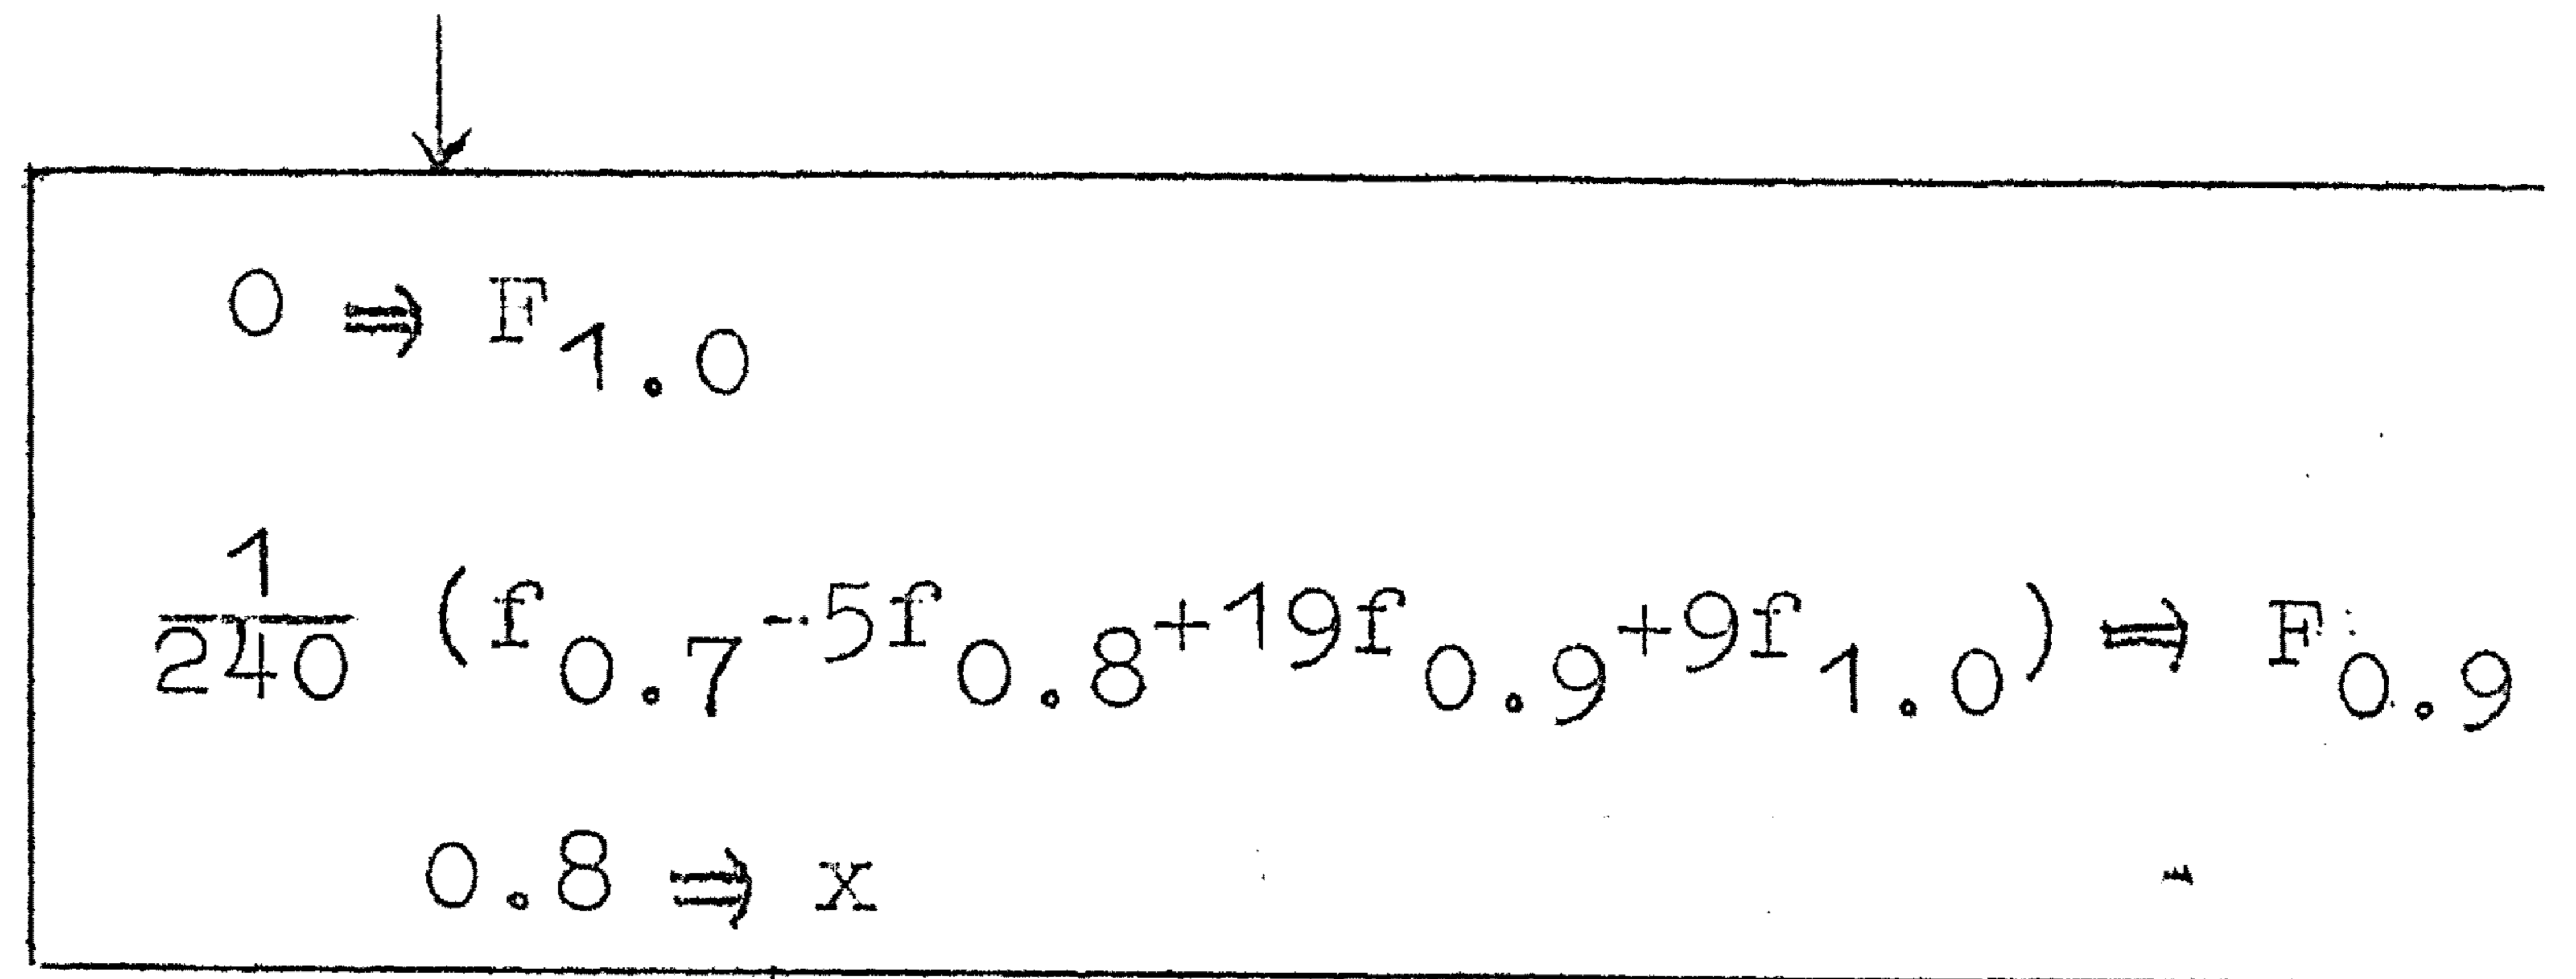 0 ⇒ F₁.₀
1/240 (f₀.₇-5f₀.₈+19f₀.₉+9f₁.₀) ⇒ F₀.₉
0.8 ⇒ x